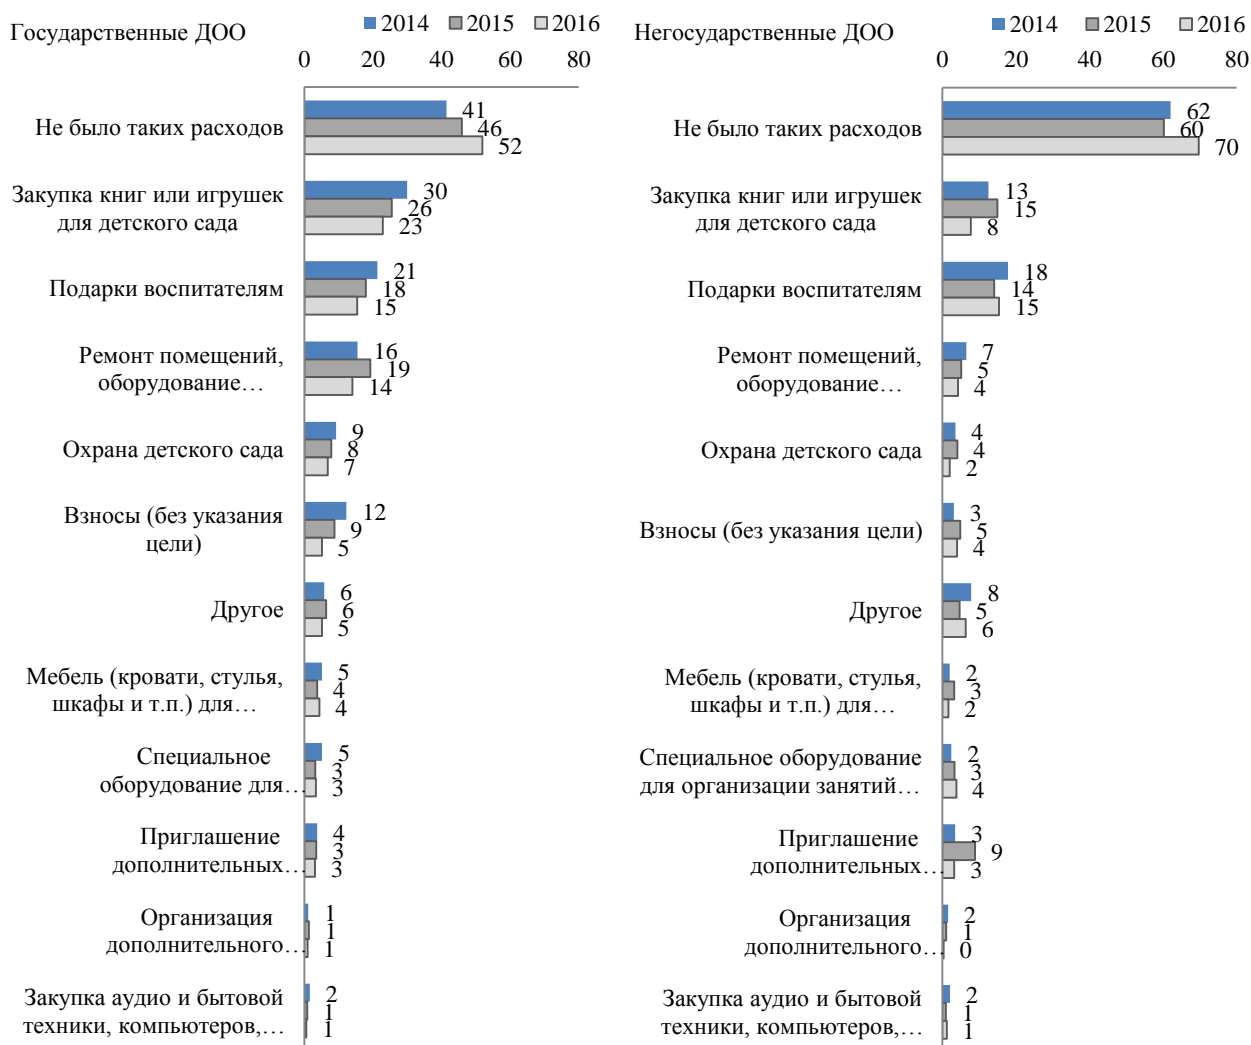 Государственные ДОО
2014 2015 2016
0 20 40 60 80
Не было таких расходов
41
46
52
Закупка книг или игрушек
для детского сада
30
26
23
Подарки воспитателям
21
18
15
Ремонт помещений,
оборудование…
16
19
14
Охрана детского сада
9
8
7
Взносы (без указания
цели)
12
9
5
Другое
6
6
5
Мебель (кровати, стулья,
шкафы и т.п.) для…
5
4
4
Специальное
оборудование для…
5
3
3
Приглашение
дополнительных…
4
3
3
Организация
дополнительного…
1
1
1
Закупка аудио и бытовой
техники, компьютеров,…
2
1
1
Негосударственные ДОО
2014 2015 2016
0 20 40 60 80
Не было таких расходов
62
60
70
Закупка книг или игрушек
для детского сада
13
15
8
Подарки воспитателям
18
14
15
Ремонт помещений,
оборудование…
7
5
4
Охрана детского сада
4
4
2
Взносы (без указания цели)
3
5
4
Другое
8
5
6
Мебель (кровати, стулья,
шкафы и т.п.) для…
2
3
2
Специальное оборудование
для организации занятий…
2
3
4
Приглашение
дополнительных…
3
9
3
Организация
дополнительного…
2
1
0
Закупка аудио и бытовой
техники, компьютеров,…
2
1
1